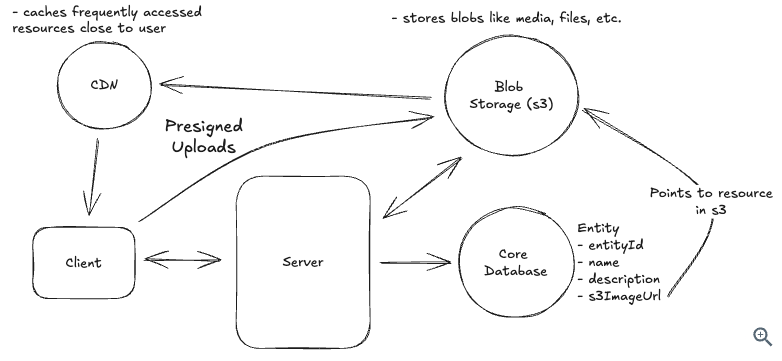 - caches frequently accessed
resources close to user
- stores blobs like media, files, etc.
CDN
Blob
Storage (s3)
Presigned
Uploads
Points to resource
in s3
Client
Server
Core
Database
Entity
- entityId
- name
- description
- s3ImageUrl